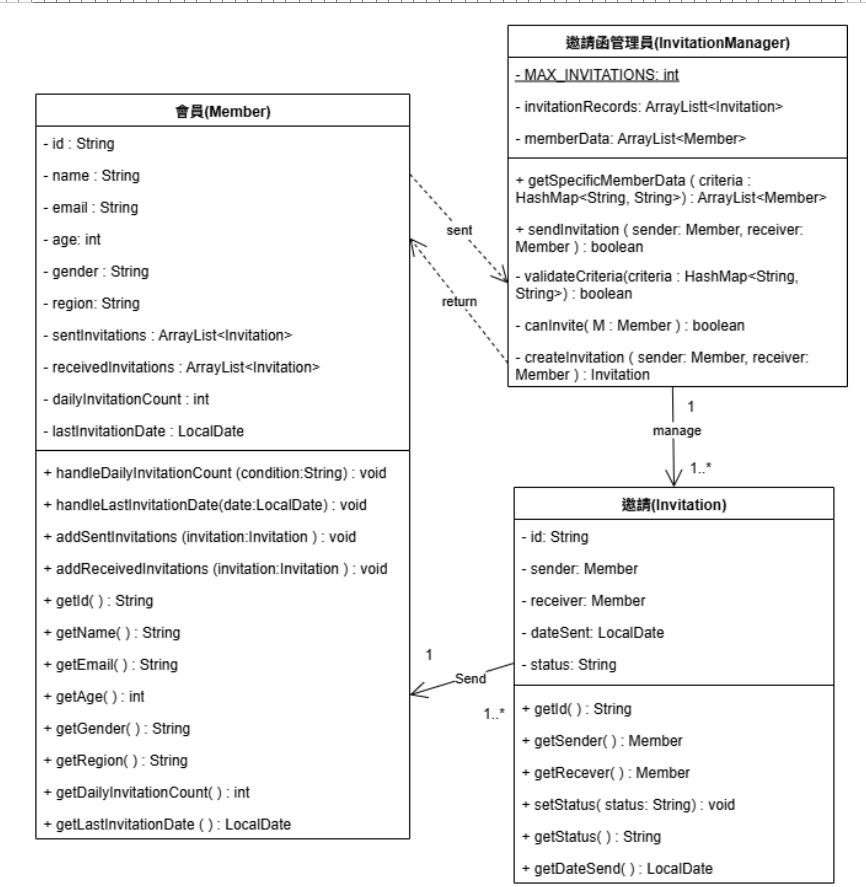 會員(Member)
- id : String
- name : String
- email : String
- age: int
- gender : String
- region: String
- sentInvitations : ArrayList<Invitation>
- receivedInvitations : ArrayList<Invitation>
- dailyInvitationCount : int
- lastInvitationDate : LocalDate
+ handleDailyInvitationCount (condition:String) : void
+ handleLastInvitationDate(date:LocalDate) : void
+ addSentInvitations (invitation:Invitation ) : void
+ addReceivedInvitations (invitation:Invitation ) : void
+ getId( ) : String
+ getName( ) : String
+ getEmail( ) : String
+ getAge( ) : int
+ getGender( ) : String
+ getRegion( ) : String
+ getDailyInvitationCount( ) : int
+ getLastInvitationDate ( ) : LocalDate
sent
return
邀請函管理員(InvitationManager)
- MAX_INVITATIONS: int
- invitationRecords: ArrayListt<Invitation>
- memberData: ArrayList<Member>
+ getSpecificMemberData ( criteria :
HashMap<String, String>) : ArrayList<Member>
+ sendInvitation ( sender: Member, receiver:
Member ) : boolean
- validateCriteria(criteria : HashMap<String,
String>) : boolean
- canInvite( M : Member ) : boolean
- createInvitation ( sender: Member, receiver:
Member ) : Invitation
1
manage
1..*
邀請(Invitation)
- id: String
- sender: Member
- receiver: Member
- dateSent: LocalDate
- status: String
+ getId( ) : String
+ getSender( ) : Member
+ getRecever( ) : Member
+ setStatus( status: String) : void
+ getStatus( ) : String
+ getDateSend( ) : LocalDate
1
Send
1..*